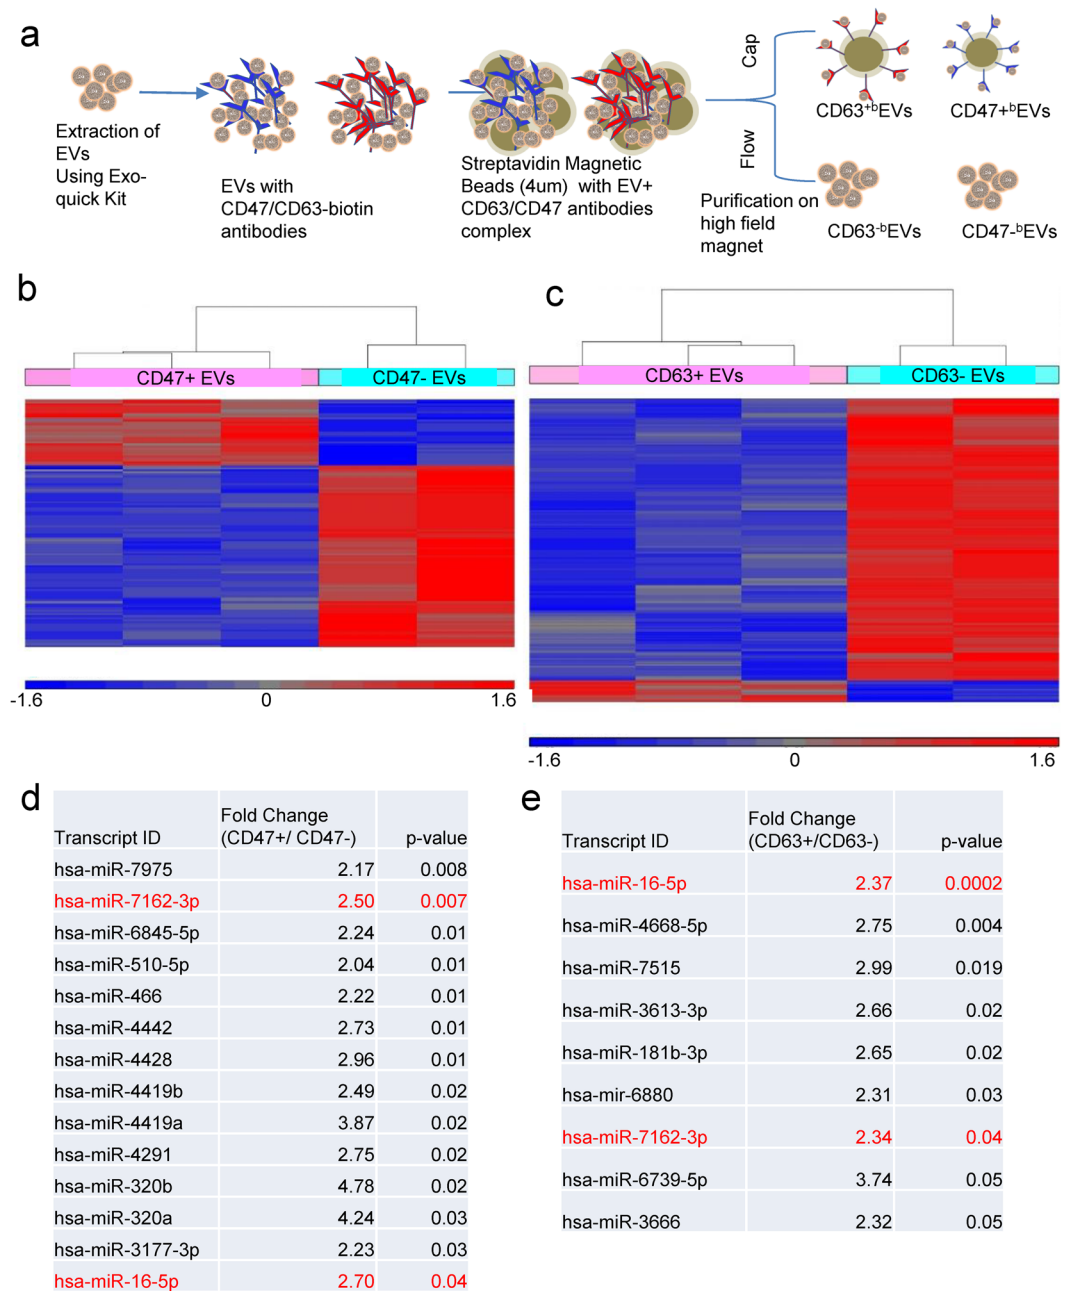 a
Extraction of
EVs
Using Exo-
quick Kit
EVs with
CD47/CD63-biotin
antibodies
Streptavidin Magnetic
Beads (4um) with EV+
CD63/CD47 antibodies
complex
Cap
Flow
Purification on
high field
magnet
CD63+bEVs
CD47+bEVs
CD63-bEVs
CD47-bEVs
b
CD47+ EVs
CD47- EVs
-1.6
0
1.6
c
CD63+ EVs
CD63- EVs
-1.6
0
1.6
d
Transcript ID Fold Change (CD47+/ CD47-) p-value
hsa-miR-7975 2.17 0.008
hsa-miR-7162-3p 2.50 0.007
hsa-miR-6845-5p 2.24 0.01
hsa-miR-510-5p 2.04 0.01
hsa-miR-466 2.22 0.01
hsa-miR-4442 2.73 0.01
hsa-miR-4428 2.96 0.01
hsa-miR-4419b 2.49 0.02
hsa-miR-4419a 3.87 0.02
hsa-miR-4291 2.75 0.02
hsa-miR-320b 4.78 0.02
hsa-miR-320a 4.24 0.03
hsa-miR-3177-3p 2.23 0.03
hsa-miR-16-5p 2.70 0.04
e
Transcript ID Fold Change (CD63+/CD63-) p-value
hsa-miR-16-5p 2.37 0.0002
hsa-miR-4668-5p 2.75 0.004
hsa-miR-7515 2.99 0.019
hsa-miR-3613-3p 2.66 0.02
hsa-miR-181b-3p 2.65 0.02
hsa-mir-6880 2.31 0.03
hsa-miR-7162-3p 2.34 0.04
hsa-miR-6739-5p 3.74 0.05
hsa-miR-3666 2.32 0.05